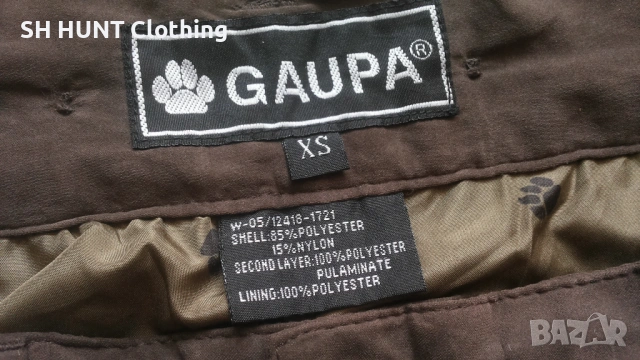 SH HUNT Clothing
GAUPA®
XS
W-05/12418-1721
SHELL:85%POLYESTER
15%NYLON
SECOND LAYER:100%POLYESTER
PULAMINATE
LINING:100%POLYESTER
BAZAR